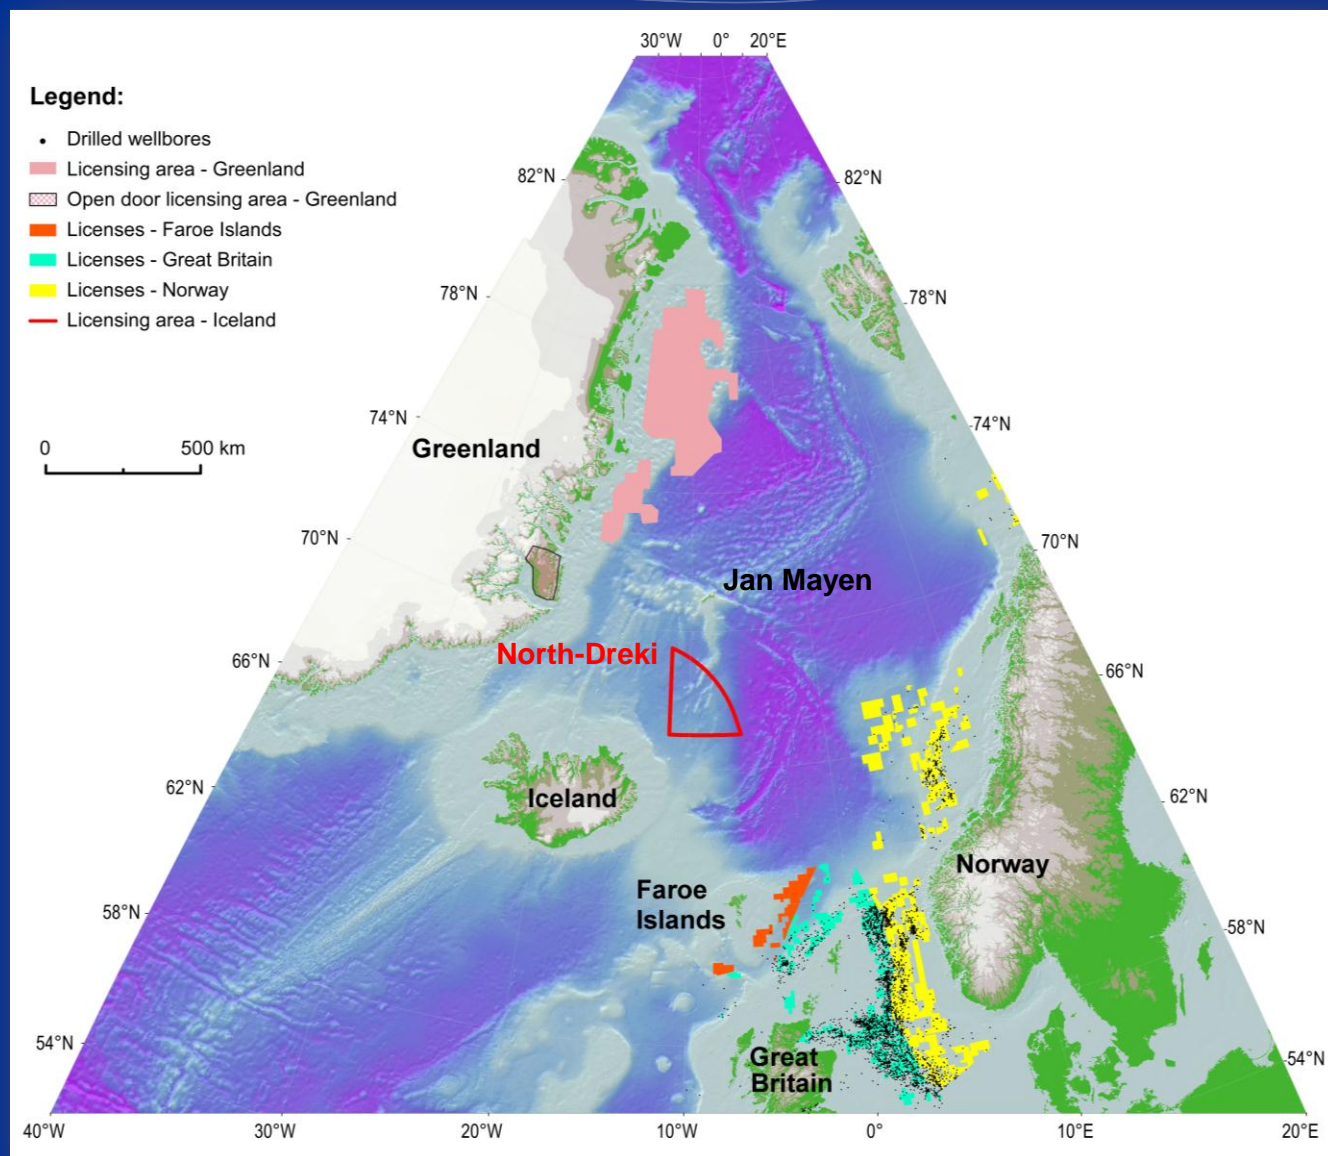 30°W 0° 20°E
Legend:
Drilled wellbores
Licensing area - Greenland
Open door licensing area - Greenland
Licenses - Faroe Islands
Licenses - Great Britain
Licenses - Norway
Licensing area - Iceland
82°N 82°N
78°N 78°N
74°N 74°N
0 500 km
Greenland
70°N 70°N
Jan Mayen
North-Dreki
66°N 66°N
Iceland
62°N 62°N
Norway
Faroe
Islands
58°N 58°N
54°N 54°N
Great
Britain
40°W 30°W 20°W 10°W 0° 10°E 20°E